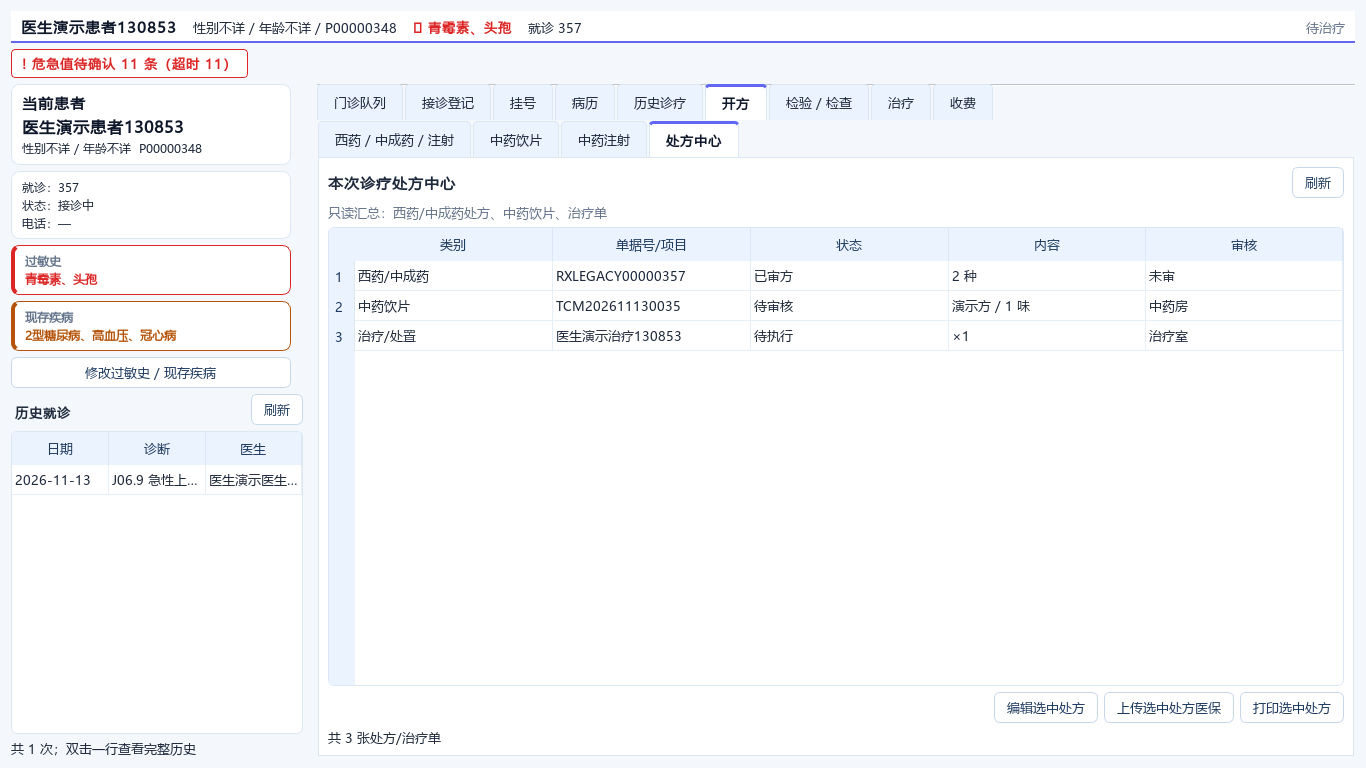 医生演示患者130853 性别不详 / 年龄不详 / P00000348 青霉素、头孢 就诊 357 待治疗
! 危急值待确认 11 条（超时 11）
当前患者
医生演示患者130853
性别不详 / 年龄不详 P00000348
就诊：357
状态：接诊中
电话：—
过敏史
青霉素、头孢
现存疾病
2型糖尿病、高血压、冠心病
修改过敏史 / 现存疾病
历史就诊 刷新
日期 诊断 医生
2026-11-13 J06.9 急性上... 医生演示医生...
共 1 次；双击一行查看完整历史
门诊队列 接诊登记 挂号 病历 历史诊疗 开方 检验 / 检查 治疗 收费
西药 / 中成药 / 注射 中药饮片 中药注射 处方中心
本次诊疗处方中心 刷新
只读汇总：西药/中成药处方、中药饮片、治疗单
类别 单据号/项目 状态 内容 审核
1 西药/中成药 RXLEGACY00000357 已审方 2 种 未审
2 中药饮片 TCM202611130035 待审核 演示方 / 1 味 中药房
3 治疗/处置 医生演示治疗130853 待执行 ×1 治疗室
编辑选中处方 上传选中处方医保 打印选中处方
共 3 张处方/治疗单